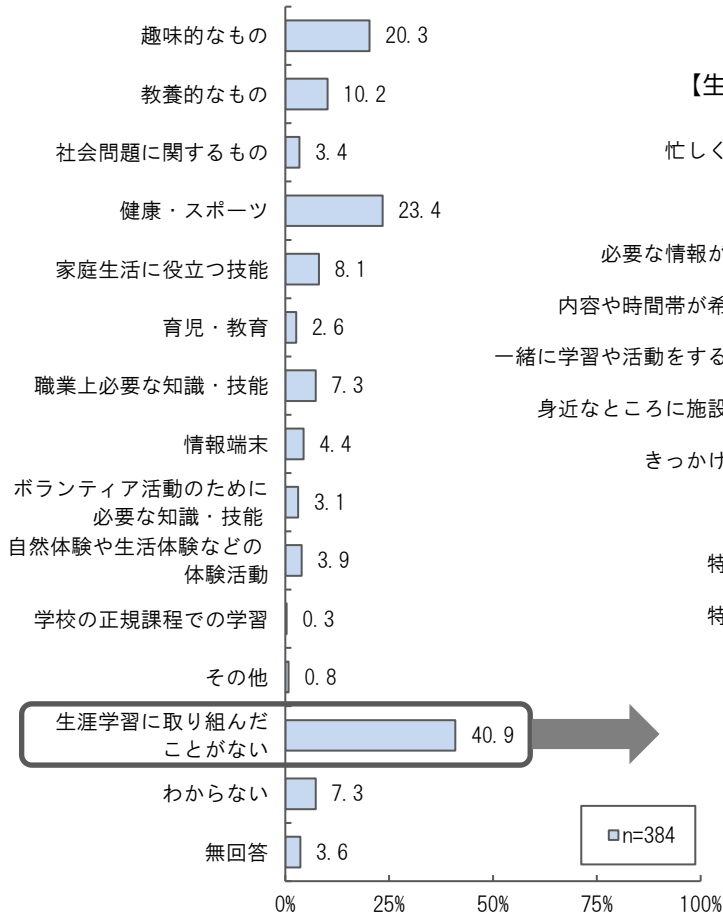 趣味的なもの 20.3
教養的なもの 10.2
社会問題に関するもの 3.4
健康・スポーツ 23.4
家庭生活に役立つ技能 8.1
育児・教育 2.6
職業上必要な知識・技能 7.3
情報端末 4.4
ボランティア活動のために
必要な知識・技能 3.1
自然体験や生活体験などの
体験活動 3.9
学校の正規課程での学習 0.3
その他 0.8
生涯学習に取り組んだ
ことがない 40.9
わからない 7.3
無回答 3.6
n=384
0% 25% 50% 75% 100%
【生
忙しく
必要な情報が
内容や時間帯が希
一緒に学習や活動をする
身近なところに施設
きっかけ
特
特